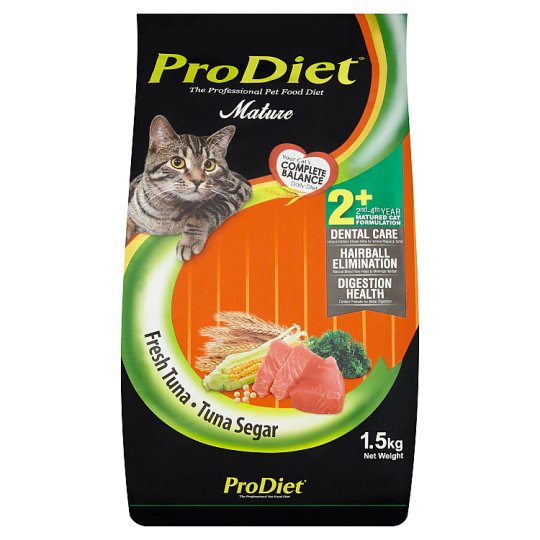 ProDiet®
The Professional Pet Food Diet
Mature
Your Cat's
COMPLETE
BALANCE
Daily Diet
2+
2nd-4th YEAR
MATURED CAT
FORMULATION
DENTAL CARE
HAIRBALL
ELIMINATION
DIGESTION
HEALTH
Fresh Tuna • Tuna Segar
1.5kg
Net Weight
ProDiet®
The Professional Pet Food Diet